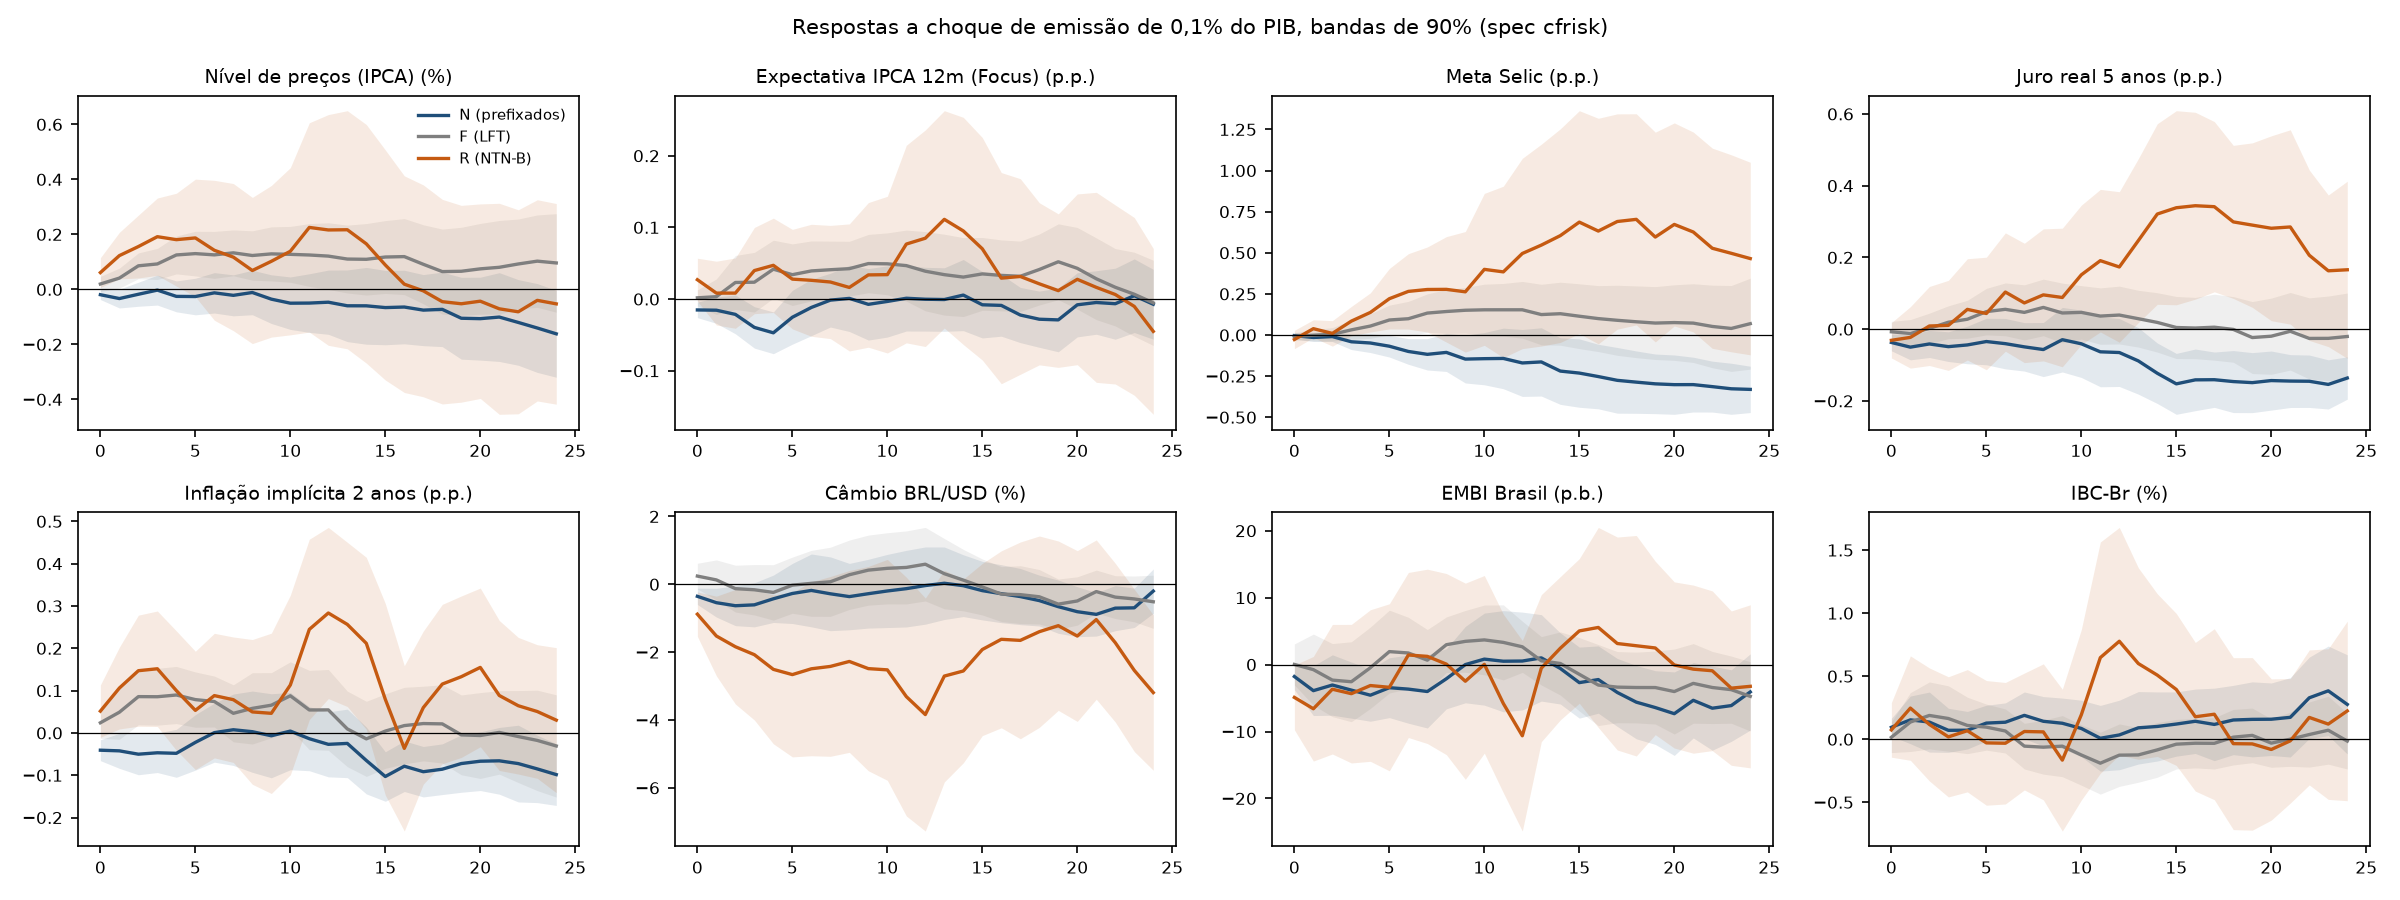 Respostas a choque de emissão de 0,1% do PIB, bandas de 90% (spec cfrisk)
Nível de preços (IPCA) (%)
N (prefixados)
F (LFT)
R (NTN-B)
0.6
0.4
0.2
0.0
−0.2
−0.4
0 5 10 15 20 25
Expectativa IPCA 12m (Focus) (p.p.)
0.2
0.1
0.0
−0.1
0 5 10 15 20 25
Meta Selic (p.p.)
1.25
1.00
0.75
0.50
0.25
0.00
−0.25
−0.50
0 5 10 15 20 25
Juro real 5 anos (p.p.)
0.6
0.4
0.2
0.0
−0.2
0 5 10 15 20 25
Inflação implícita 2 anos (p.p.)
0.5
0.4
0.3
0.2
0.1
0.0
−0.1
−0.2
0 5 10 15 20 25
Câmbio BRL/USD (%)
2
0
−2
−4
−6
0 5 10 15 20 25
EMBI Brasil (p.b.)
20
10
0
−10
−20
0 5 10 15 20 25
IBC-Br (%)
1.5
1.0
0.5
0.0
−0.5
0 5 10 15 20 25